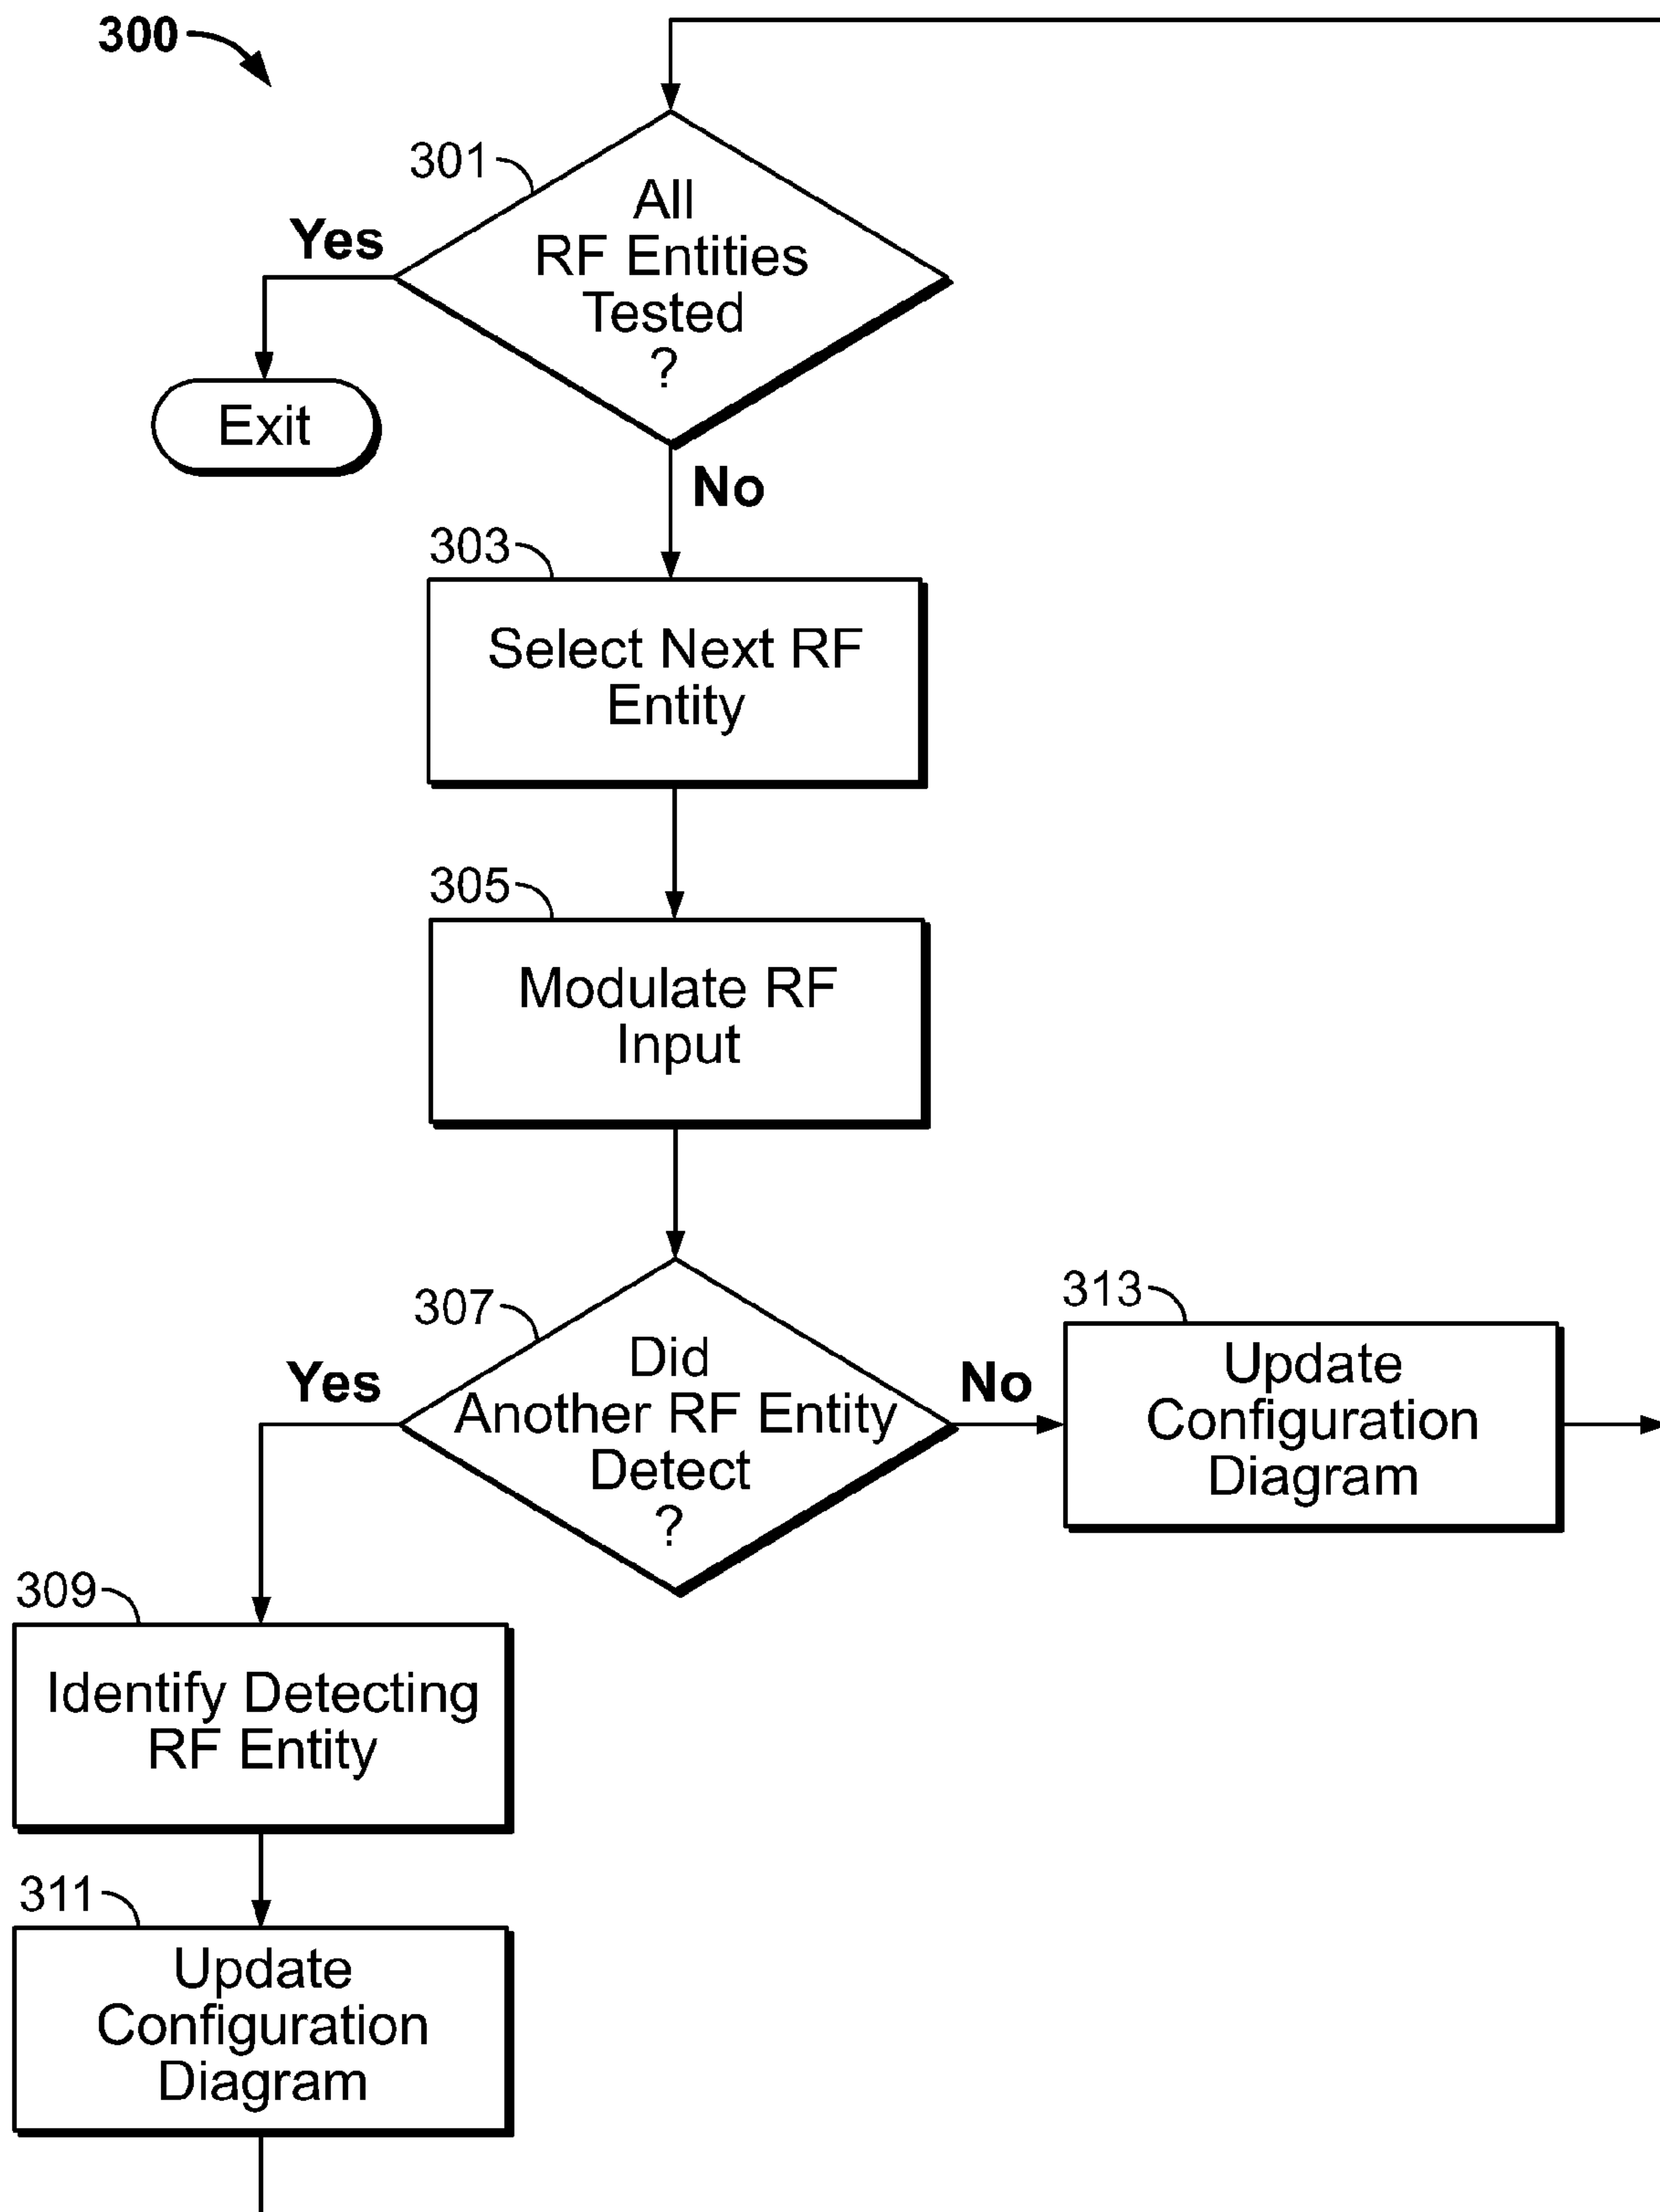 300
301
All
RF Entities
Tested
?
Yes
Exit
No
303
Select Next RF
Entity
305
Modulate RF
Input
307
Did
Another RF Entity
Detect
?
Yes
No
313
Update
Configuration
Diagram
309
Identify Detecting
RF Entity
311
Update
Configuration
Diagram